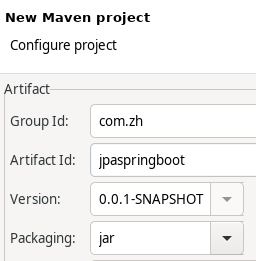 New Maven project
Configure project
Artifact
Group Id: com.zh
Artifact Id: jpaspringboot
Version: 0.0.1-SNAPSHOT
Packaging: jar